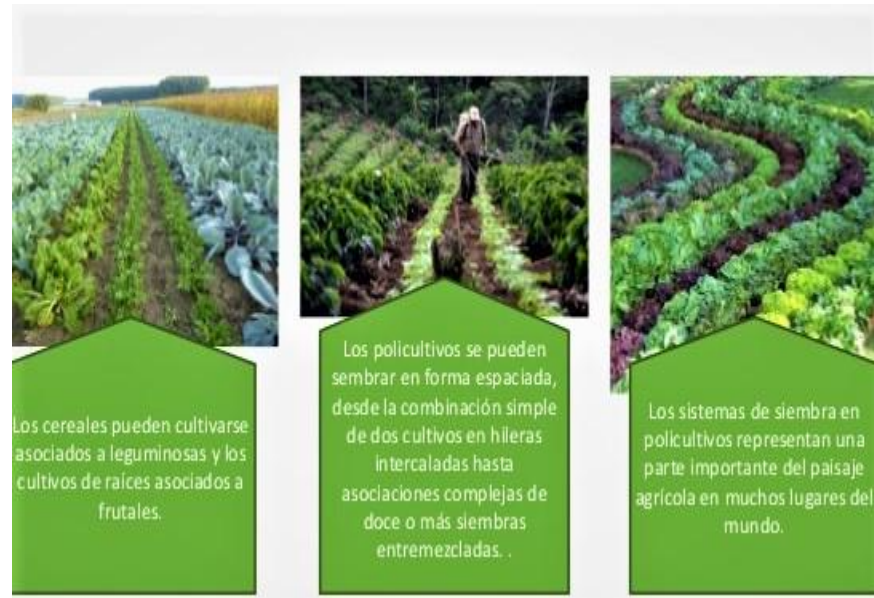 Los cereales pueden cultivarse
asociados a leguminosas y los
cultivos de raíces asociados a
frutales.
Los policultivos se pueden
sembrar en forma espaciada,
desde la combinación simple
de dos cultivos en hileras
intercaladas hasta
asociaciones complejas de
doce o más siembras
entremezcladas. .
Los sistemas de siembra en
policultivos representan una
parte importante del paisaje
agrícola en muchos lugares del
mundo.